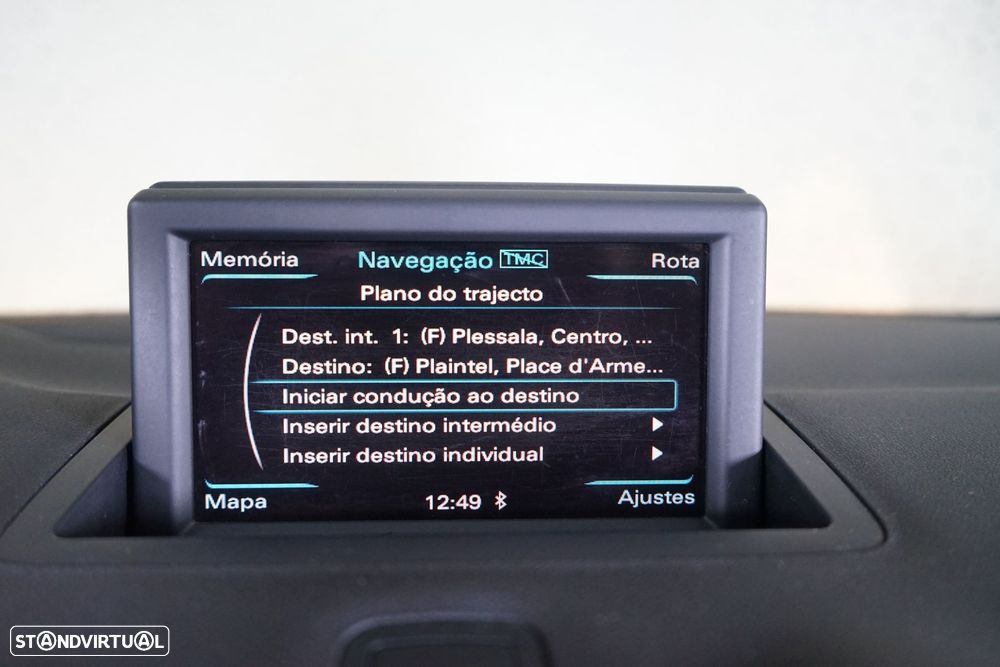 Memória
Navegação TMC
Rota
Plano do trajecto
Dest. int. 1: (F) Plessala, Centro, ...
Destino: (F) Plaintel, Place d'Arme...
Iniciar condução ao destino
Inserir destino intermédio
Inserir destino individual
Mapa
12:49
Ajustes
STANDVIRTUAL